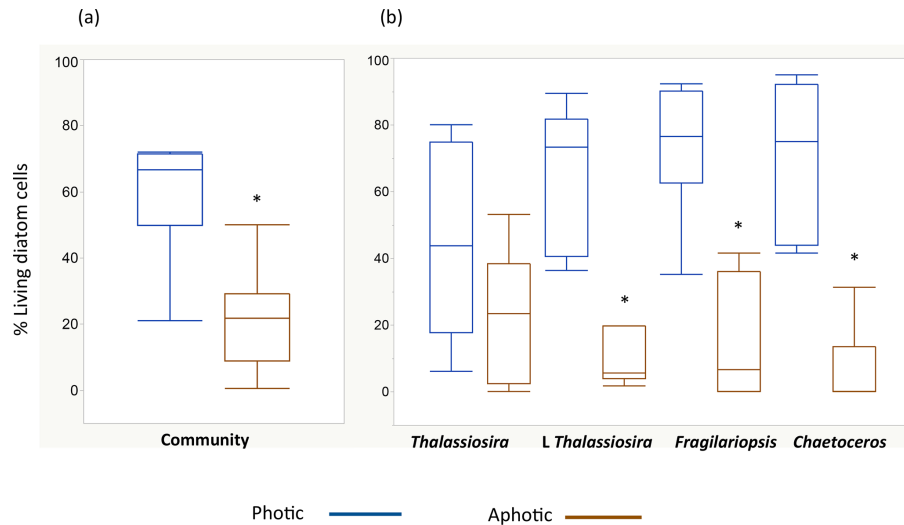 (a)
(b)
% Living diatom cells
100
80
60
40
20
0
*
Community
100
80
60
40
20
0
*
*
*
Thalassiosira
L Thalassiosira
Fragilariopsis
Chaetoceros
Photic
Aphotic